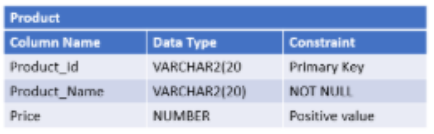 Product
Column Name Data Type Constraint
Product_Id VARCHAR2(20 Primary Key
Product_Name VARCHAR2(20) NOT NULL
Price NUMBER Positive value